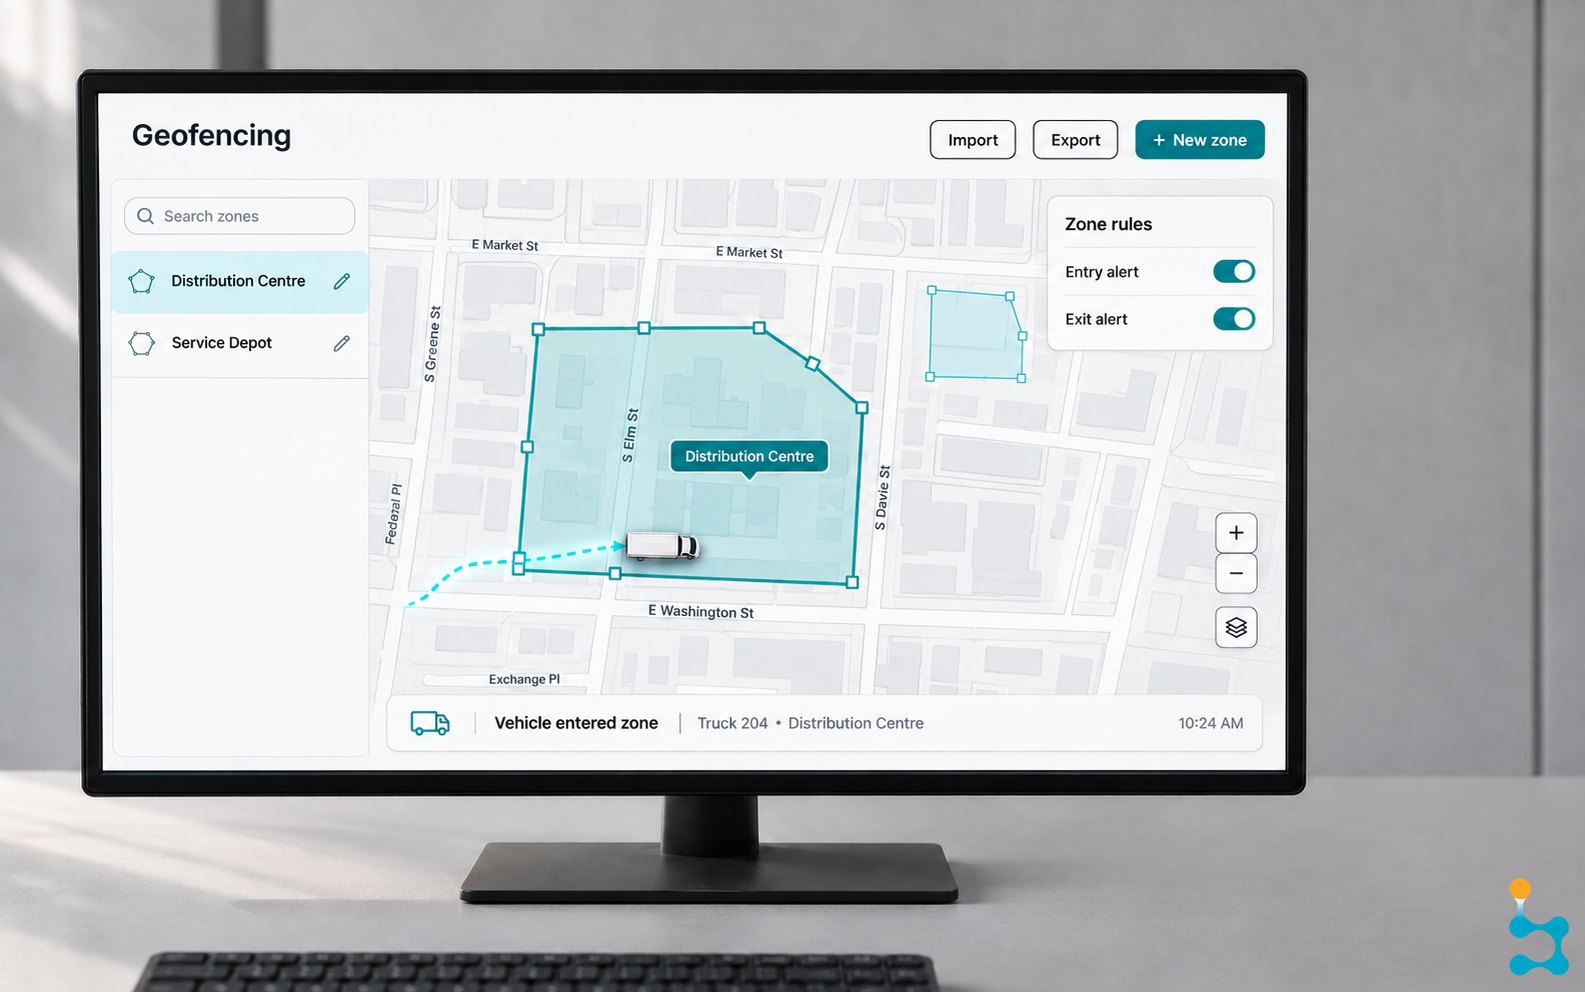 Geofencing
Import
Export
+ New zone
Search zones
Distribution Centre
Service Depot
E Market St
E Market St
S Greene St
S Elm St
Distribution Centre
S Davie St
Federal Pl
E Washington St
Exchange Pl
Zone rules
Entry alert
Exit alert
+
−
Vehicle entered zone | Truck 204 • Distribution Centre
10:24 AM